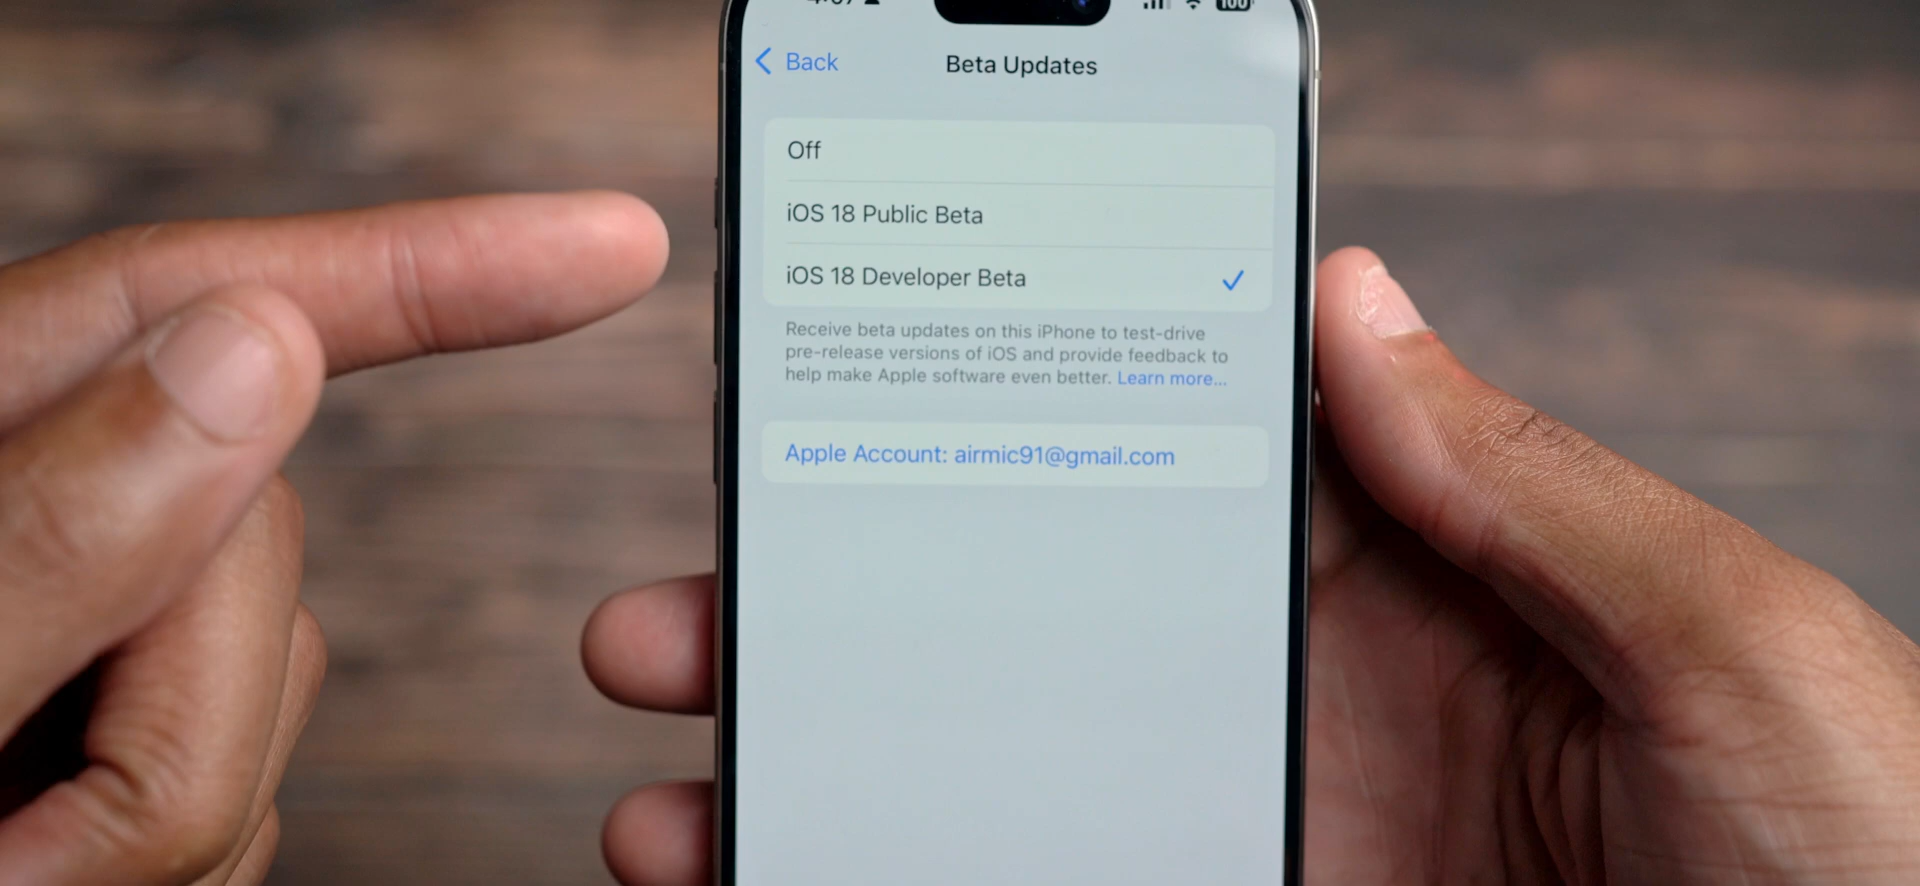 100
Back
Beta Updates
Off
iOS 18 Public Beta
iOS 18 Developer Beta
Receive beta updates on this iPhone to test-drive
pre-release versions of iOS and provide feedback to
help make Apple software even better. Learn more...
Apple Account: airmic91@gmail.com